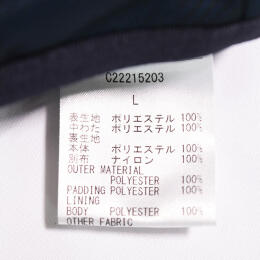 C22215203
L
表生地 ポリエステル 100%
中わた ポリエステル 100%
裏生地
本体 ポリエステル 100%
別布 ナイロン 100%
OUTER MATERIAL
POLYESTER 100%
PADDING POLYESTER 100%
LINING
BODY POLYESTER 100%
OTHER FABRIC